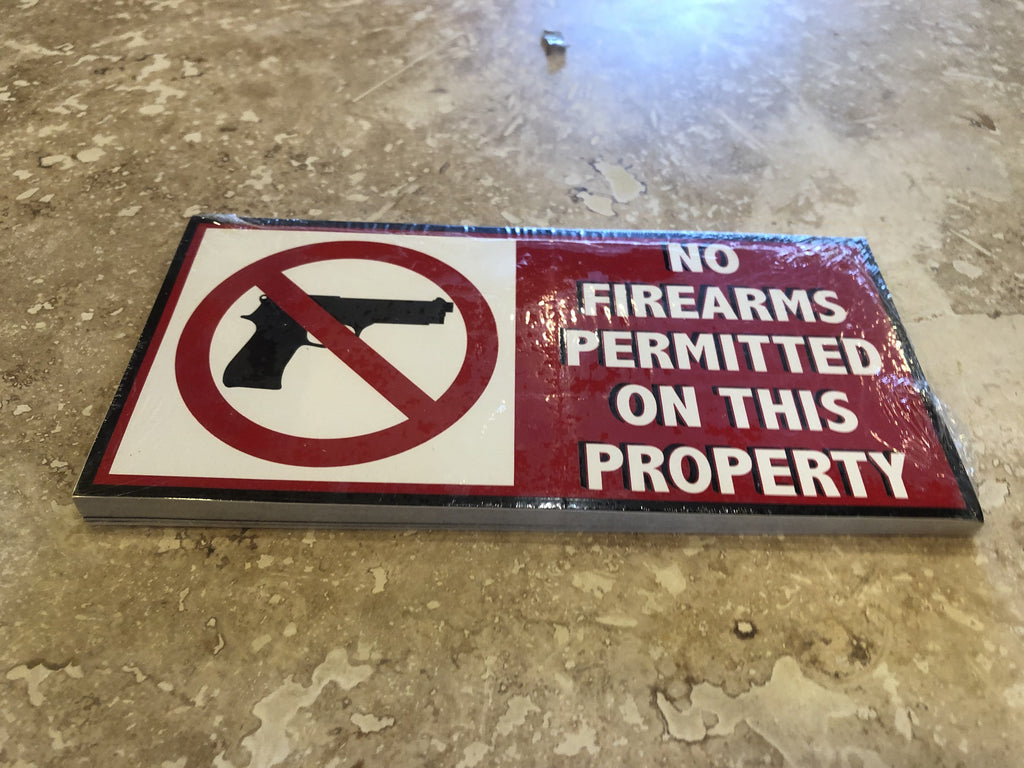 NO
FIREARMS
PERMITTED
ON THIS
PROPERTY